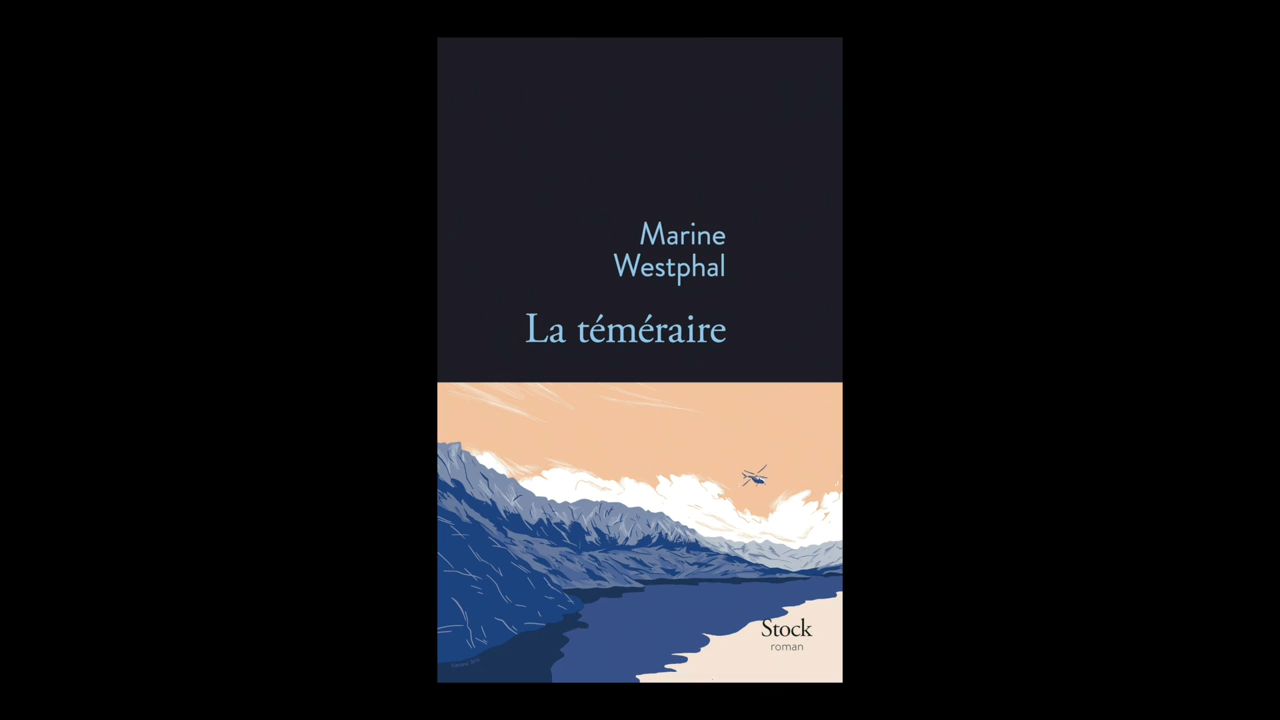 Marine
Westphal
La téméraire
Stock
roman